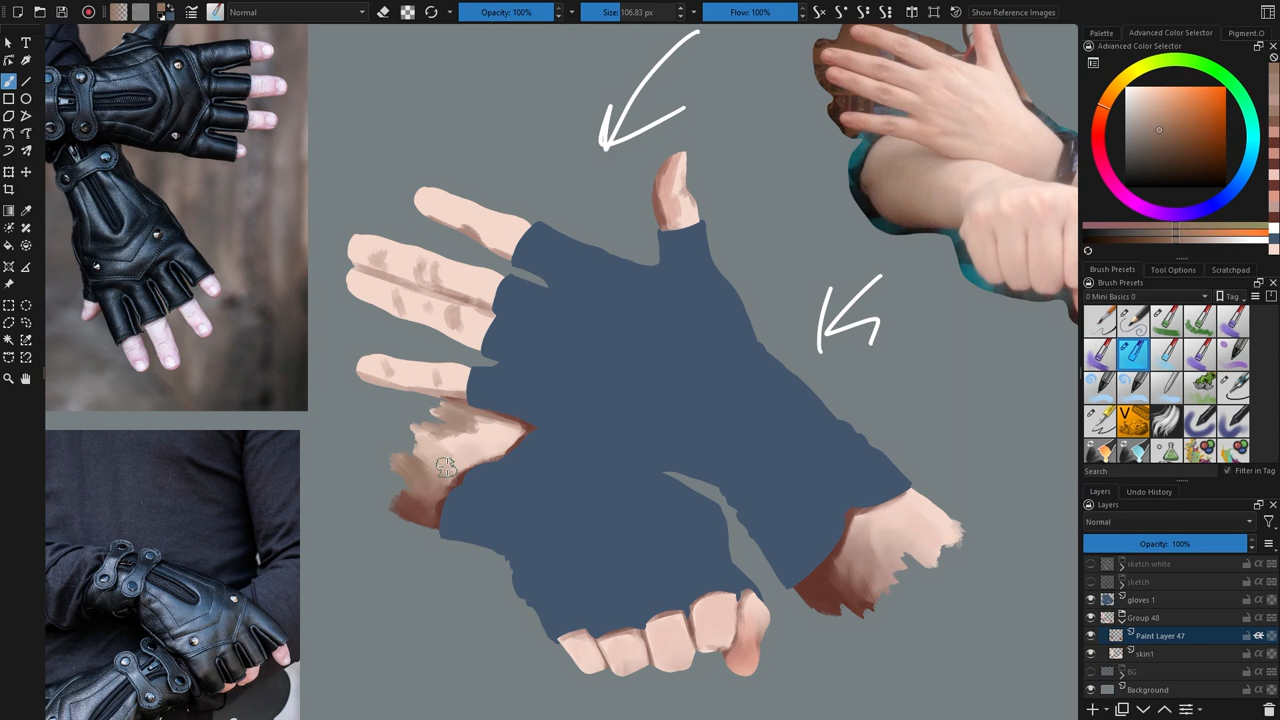 Normal
Opacity: 100%
Size: 106.83 px
Flow: 100%
Show Reference Images
Palette
Advanced Color Selector
Pigment.O
Advanced Color Selector
Brush Presets
Tool Options
Scratchpad
Brush Presets
0 Mini Basics 0
Tag
Search
Filter in Tag
Layers
Undo History
Layers
Normal
Opacity: 100%
sketch white
sketch
gloves 1
Group 48
Paint Layer 47
skin1
BG
Background